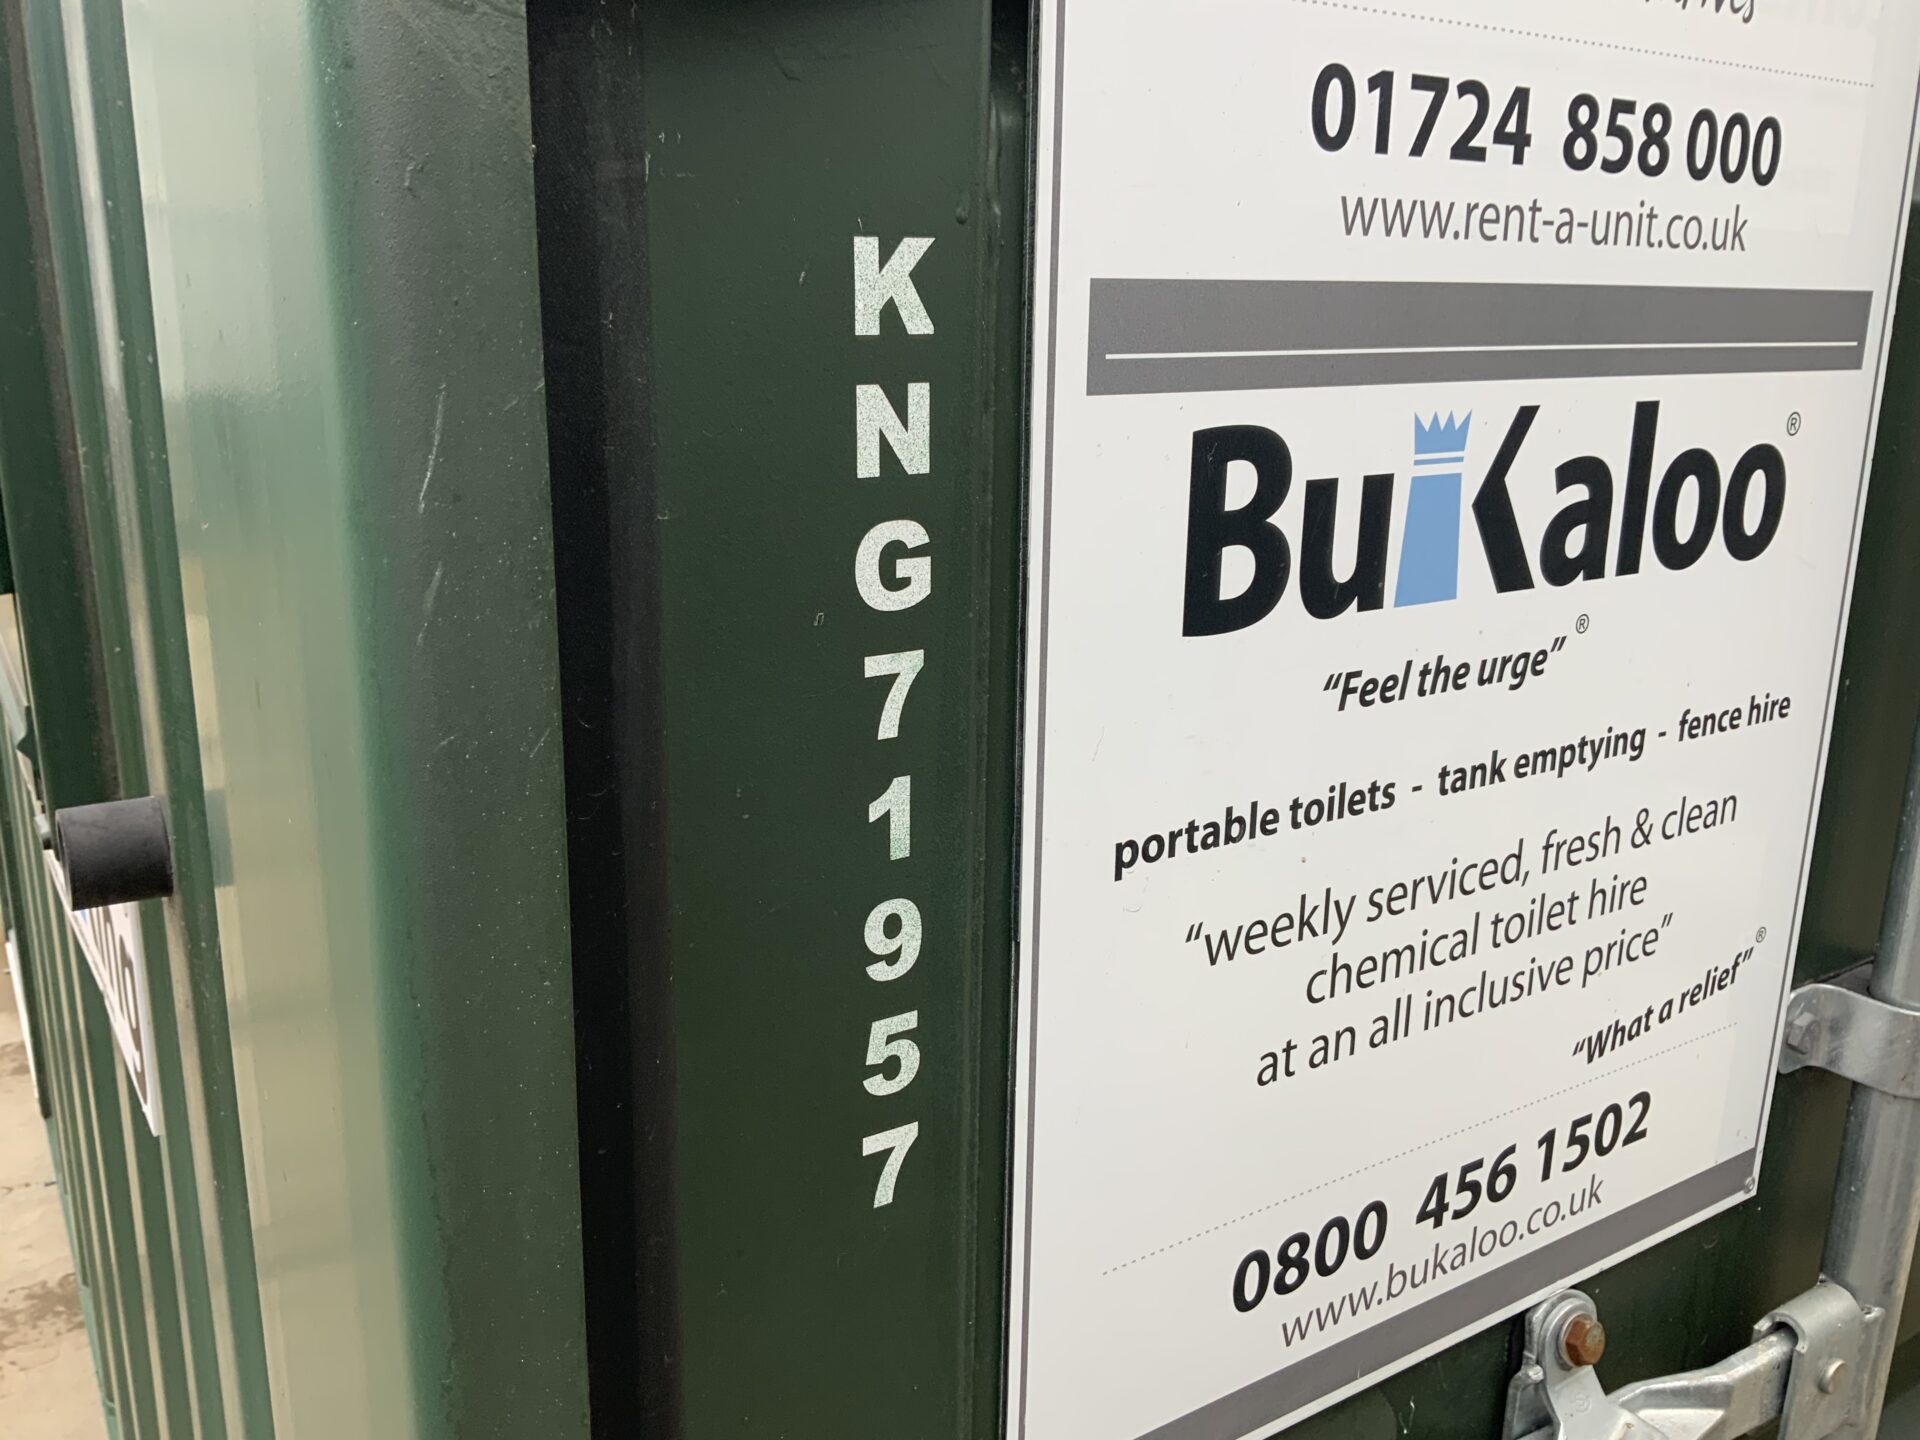 KNG71957
01724 858 000
www.rent-a-unit.co.uk
BuKaloo®
“Feel the urge”®
portable toilets - tank emptying - fence hire
“weekly serviced, fresh & clean
chemical toilet hire
at an all inclusive price”
“What a relief”®
0800 456 1502
www.bukaloo.co.uk